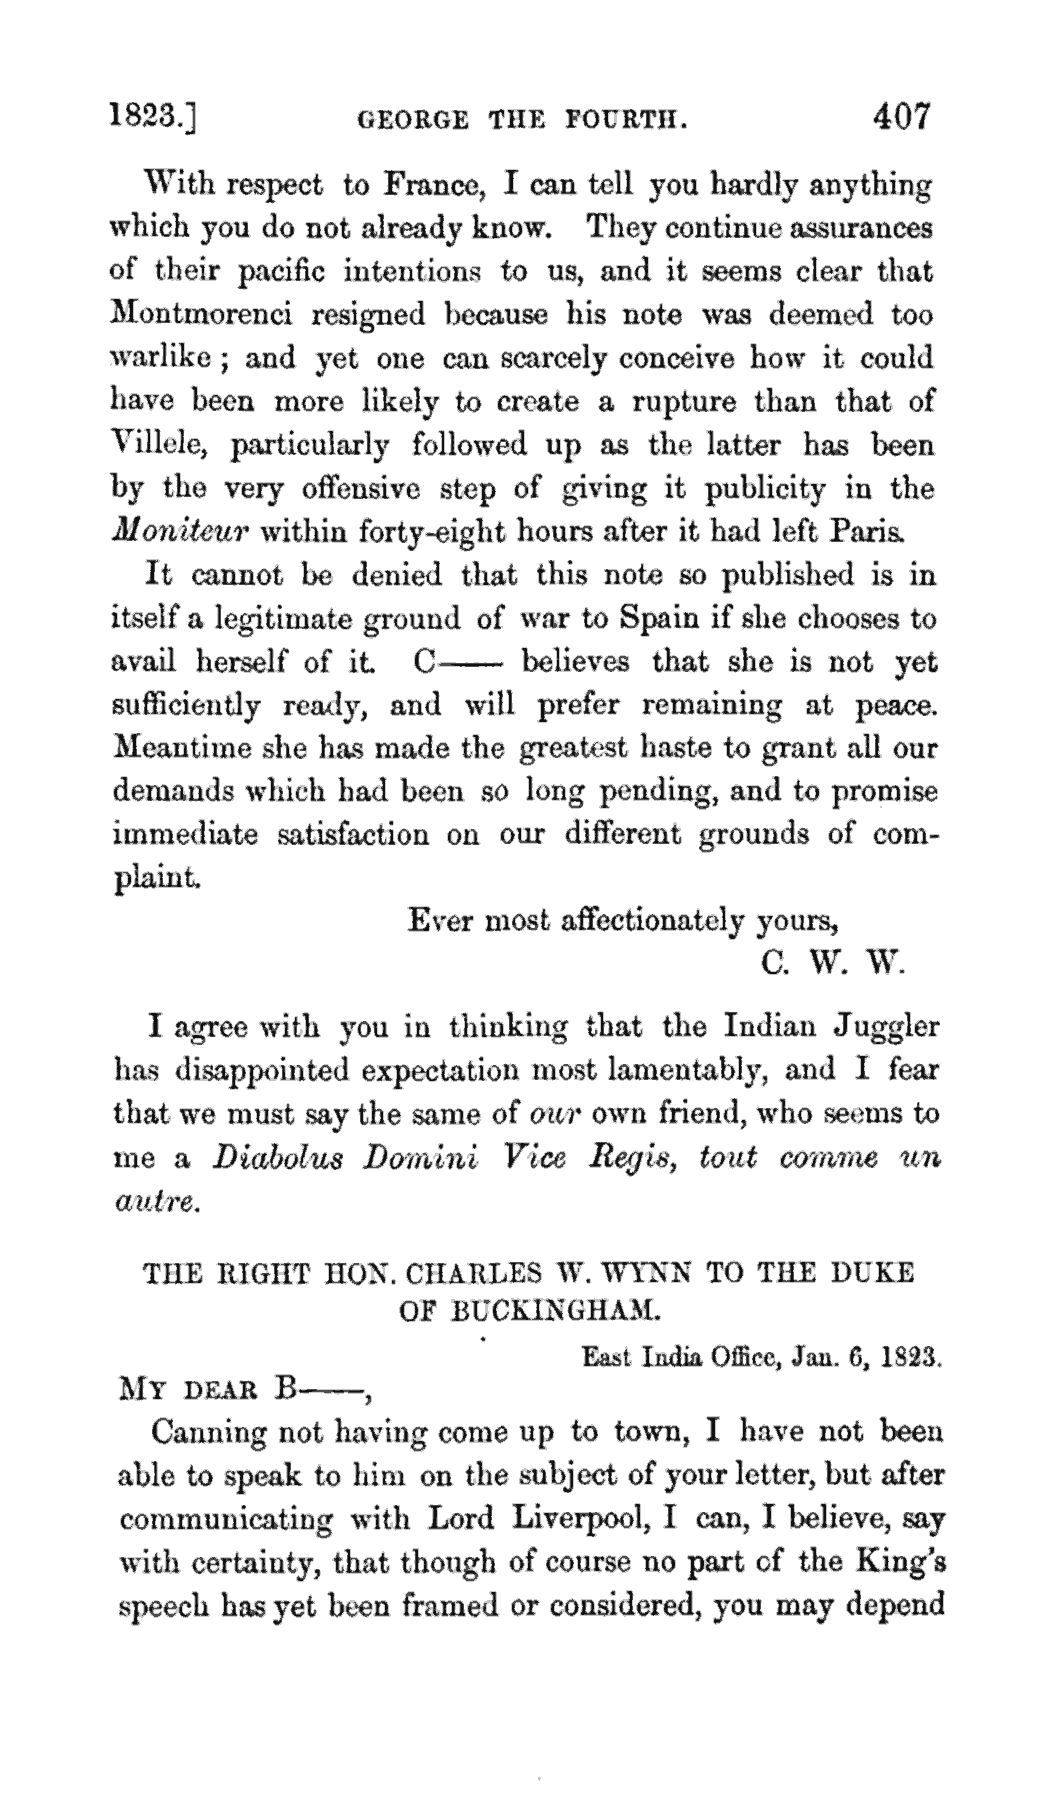 1823.] GEORGE THE FOURTH. 407
With respect to France, I can tell you hardly anything
which you do not already know. They continue assurances
of their pacific intentions to us, and it seems clear that
Montmorenci resigned because his note was deemed too
warlike ; and yet one can scarcely conceive how it could
have been more likely to create a rupture than that of
Villele, particularly followed up as the latter has been
by the very offensive step of giving it publicity in the
Moniteur within forty-eight hours after it had left Paris.
It cannot be denied that this note so published is in
itself a legitimate ground of war to Spain if she chooses to
avail herself of it. C—— believes that she is not yet
sufficiently ready, and will prefer remaining at peace.
Meantime she has made the greatest haste to grant all our
demands which had been so long pending, and to promise
immediate satisfaction on our different grounds of com-
plaint.
Ever most affectionately yours,
C. W. W.
I agree with you in thinking that the Indian Juggler
has disappointed expectation most lamentably, and I fear
that we must say the same of our own friend, who seems to
me a Diabolus Domini Vice Regis, tout comme un
autre.
THE RIGHT HON. CHARLES W. WYNN TO THE DUKE
OF BUCKINGHAM.
East India Office, Jan. 6, 1823.
MY DEAR B——,
Canning not having come up to town, I have not been
able to speak to him on the subject of your letter, but after
communicating with Lord Liverpool, I can, I believe, say
with certainty, that though of course no part of the King's
speech has yet been framed or considered, you may depend